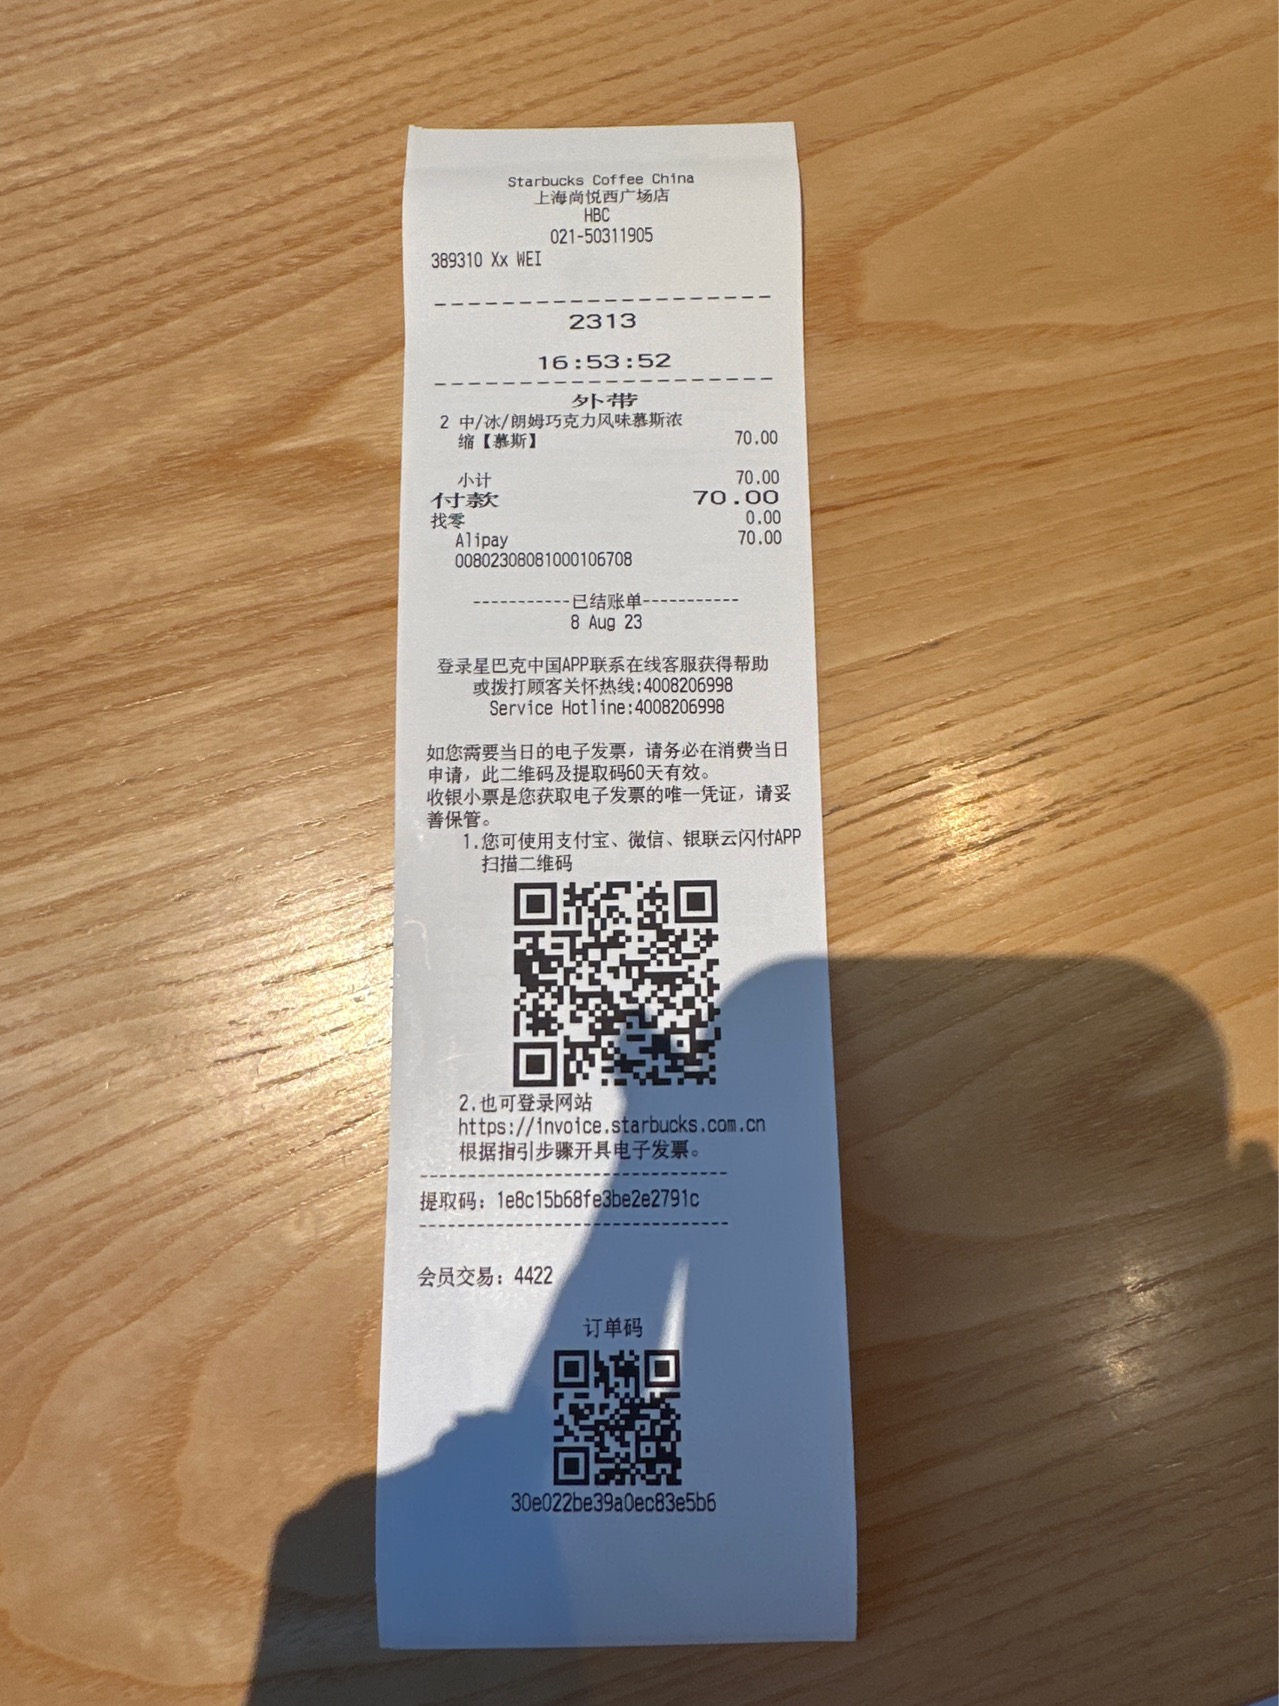 Starbucks Coffee China
上海尚悦西广场店
HBC
021-50311905
389310 Xx WEI
2313
16:53:52
外带
2 中/冰/朗姆巧克力风味慕斯浓
缩【慕斯】 70.00
小计 70.00
付款 70.00
找零 0.00
Alipay 70.00
00802308081000106708
-----------已结账单-----------
8 Aug 23
登录星巴克中国APP联系在线客服获得帮助
或拨打顾客关怀热线:4008206998
Service Hotline:4008206998
如您需要当日的电子发票，请务必在消费当日
申请，此二维码及提取码60天有效。
收银小票是您获取电子发票的唯一凭证，请妥
善保管。
1.您可使用支付宝、微信、银联云闪付APP
扫描二维码
2.也可登录网站
https://invoice.starbucks.com.cn
根据指引步骤开具电子发票。
提取码：1e8c15b68fe3be2e2791c
会员交易：4422
订单码
30e022be39a0ec83e5b6